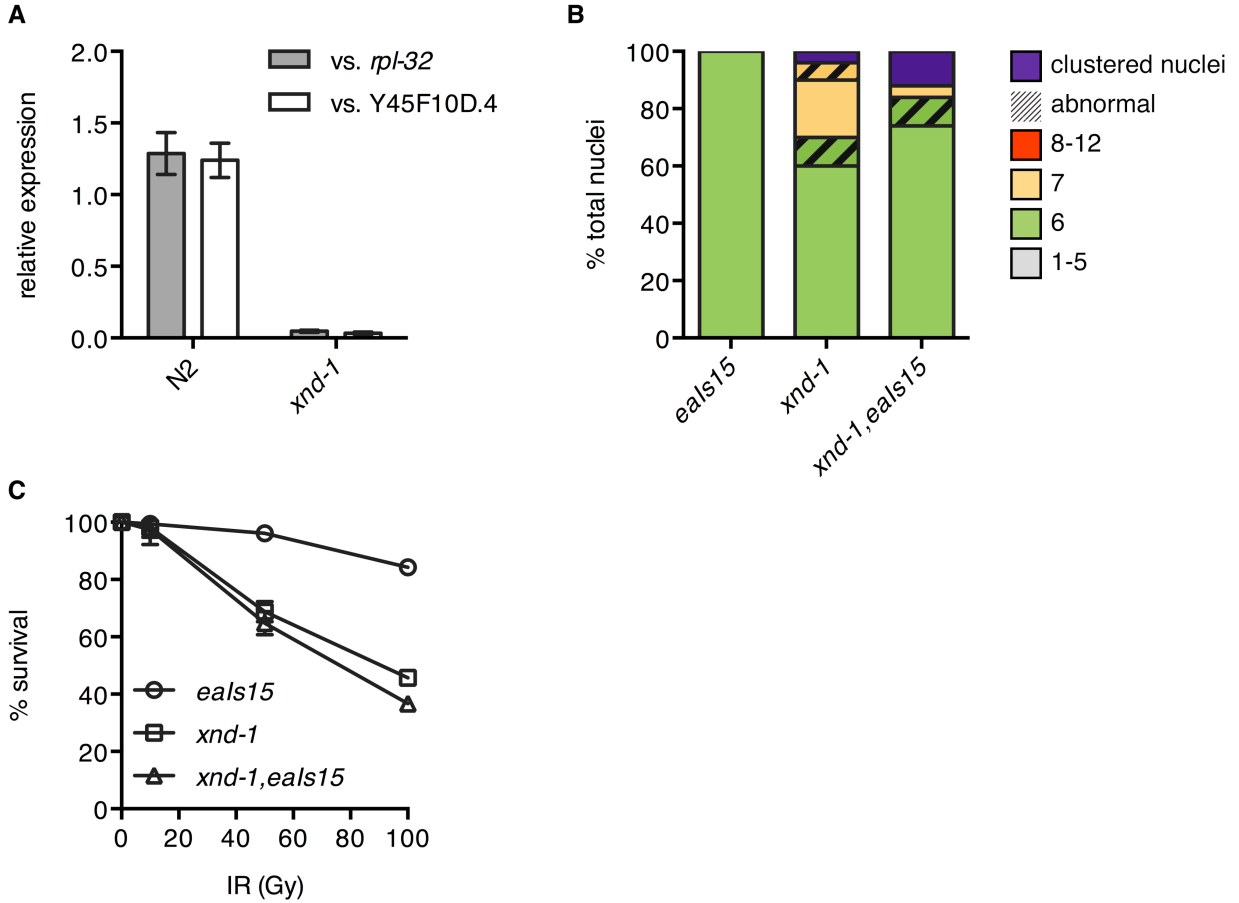 A
relative expression
2.0
1.5
1.0
0.5
0.0
vs. rpl-32
vs. Y45F10D.4
N2
xnd-1
B
% total nuclei
100
80
60
40
20
0
eaIs15
xnd-1
xnd-1,eaIs15
clustered nuclei
abnormal
8-12
7
6
1-5
C
% survival
100
80
60
40
20
0
eaIs15
xnd-1
xnd-1,eaIs15
0 20 40 60 80 100
IR (Gy)